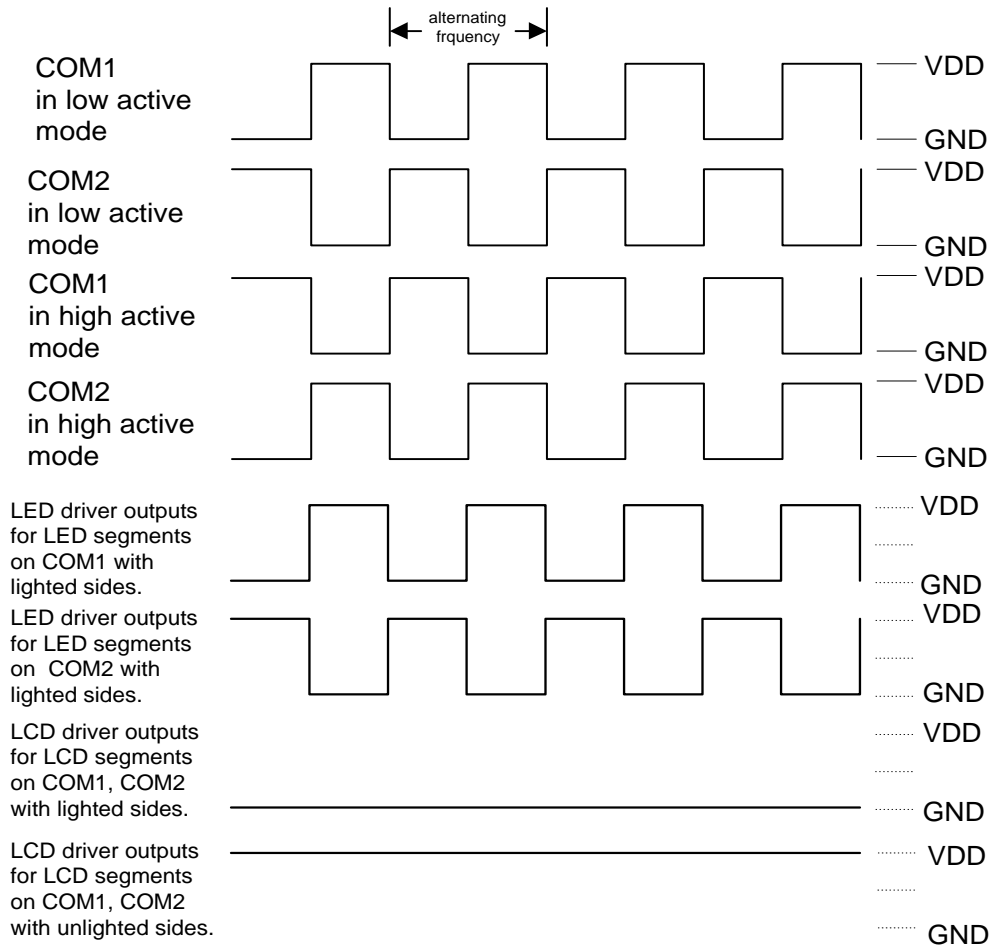 alternating
frquency
COM1
in low active
mode
VDD
GND
COM2
in low active
mode
VDD
GND
COM1
in high active
mode
VDD
GND
COM2
in high active
mode
VDD
GND
LED driver outputs
for LED segments
on COM1 with
lighted sides.
VDD
GND
LED driver outputs
for LED segments
on COM2 with
lighted sides.
VDD
GND
LCD driver outputs
for LCD segments
on COM1, COM2
with lighted sides.
VDD
GND
LCD driver outputs
for LCD segments
on COM1, COM2
with unlighted sides.
VDD
GND